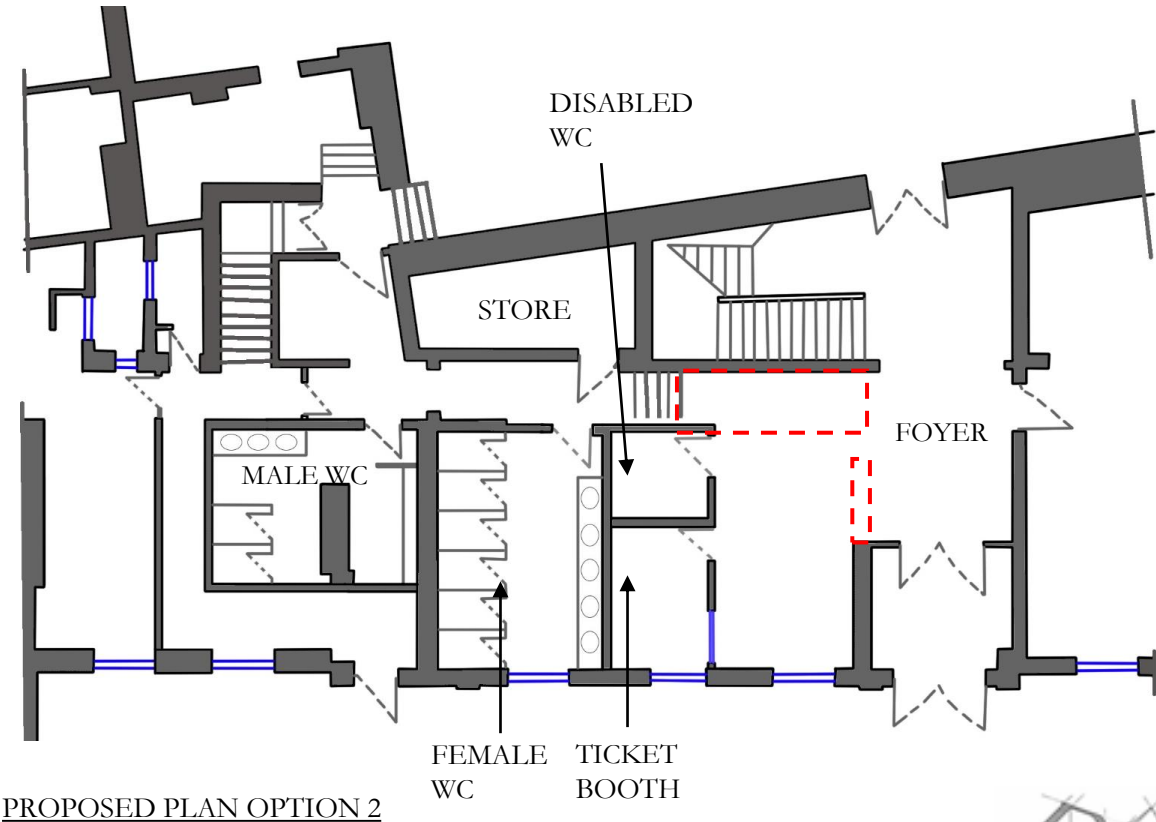 DISABLED
WC
STORE
FOYER
MALE WC
FEMALE
WC
TICKET
BOOTH
PROPOSED PLAN OPTION 2